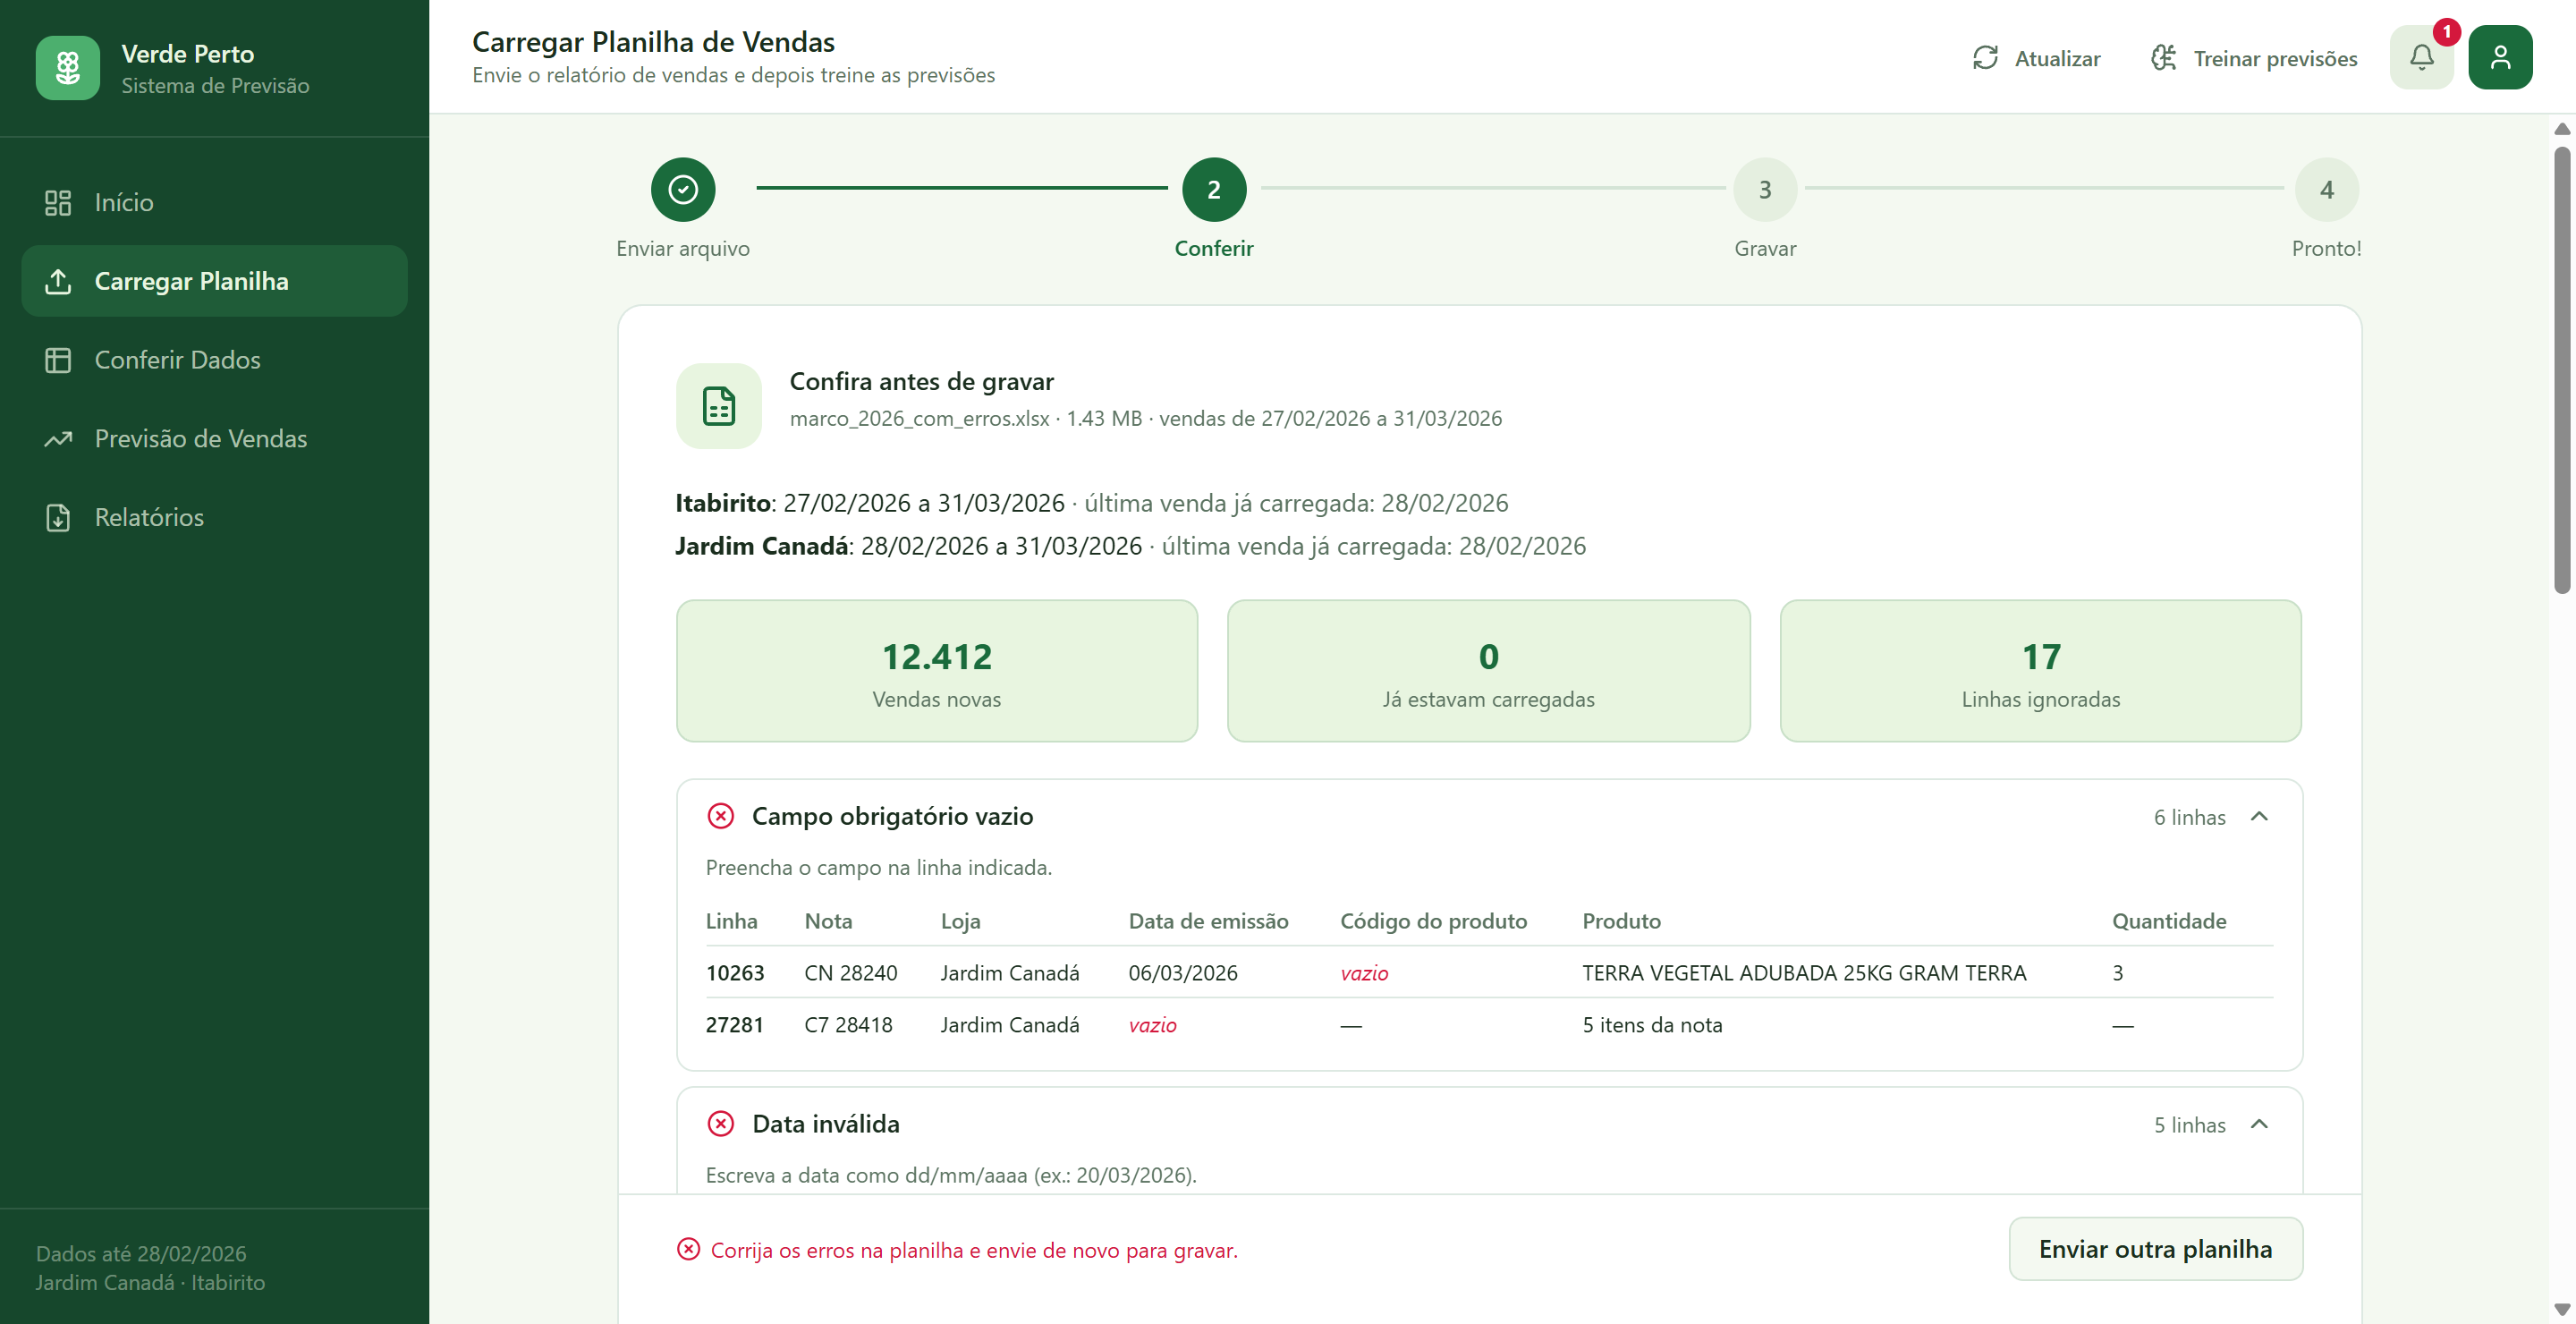 Verde Perto
Sistema de Previsão
Início
Carregar Planilha
Conferir Dados
Previsão de Vendas
Relatórios
Dados até 28/02/2026
Jardim Canadá · Itabirito
Carregar Planilha de Vendas
Envie o relatório de vendas e depois treine as previsões
Atualizar
Treinar previsões
1
2
3
4
Enviar arquivo
Conferir
Gravar
Pronto!
Confira antes de gravar
marco_2026_com_erros.xlsx · 1.43 MB · vendas de 27/02/2026 a 31/03/2026
Itabirito: 27/02/2026 a 31/03/2026 · última venda já carregada: 28/02/2026
Jardim Canadá: 28/02/2026 a 31/03/2026 · última venda já carregada: 28/02/2026
12.412
Vendas novas
0
Já estavam carregadas
17
Linhas ignoradas
Campo obrigatório vazio
6 linhas
Preencha o campo na linha indicada.
Linha Nota Loja Data de emissão Código do produto Produto Quantidade
10263 CN 28240 Jardim Canadá 06/03/2026 vazio TERRA VEGETAL ADUBADA 25KG GRAM TERRA 3
27281 C7 28418 Jardim Canadá vazio — 5 itens da nota —
Data inválida
5 linhas
Escreva a data como dd/mm/aaaa (ex.: 20/03/2026).
Corrija os erros na planilha e envie de novo para gravar.
Enviar outra planilha